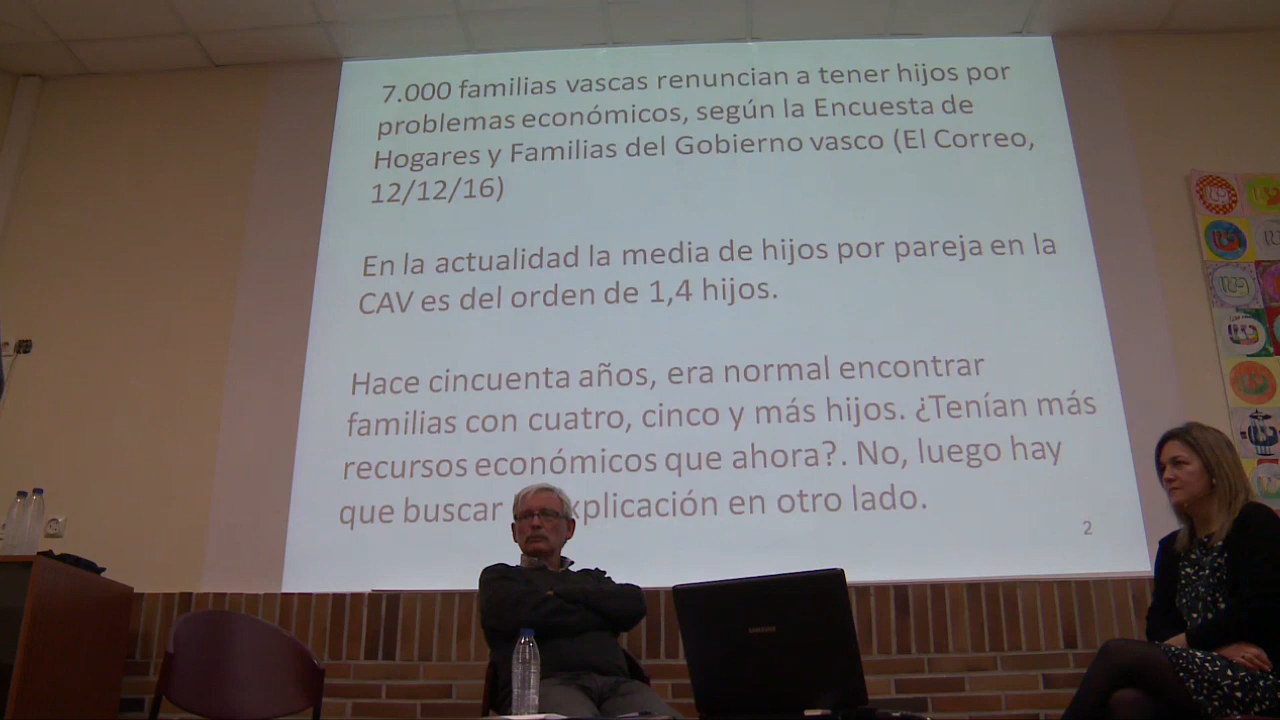 7.000 familias vascas renuncian a tener hijos por
problemas económicos, según la Encuesta de
Hogares y Familias del Gobierno vasco (El Correo,
12/12/16)
En la actualidad la media de hijos por pareja en la
CAV es del orden de 1,4 hijos.
Hace cincuenta años, era normal encontrar
familias con cuatro, cinco y más hijos. ¿Tenían más
recursos económicos que ahora?. No, luego hay
que buscar xplicación en otro lado.
2
SAMSUNG